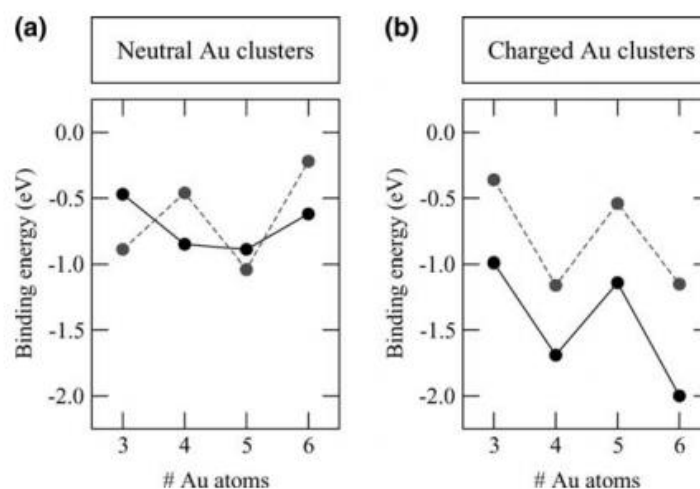 (a)
Neutral Au clusters
0.0
-0.5
-1.0
-1.5
-2.0
Binding energy (eV)
3 4 5 6
# Au atoms
(b)
Charged Au clusters
0.0
-0.5
-1.0
-1.5
-2.0
Binding energy (eV)
3 4 5 6
# Au atoms